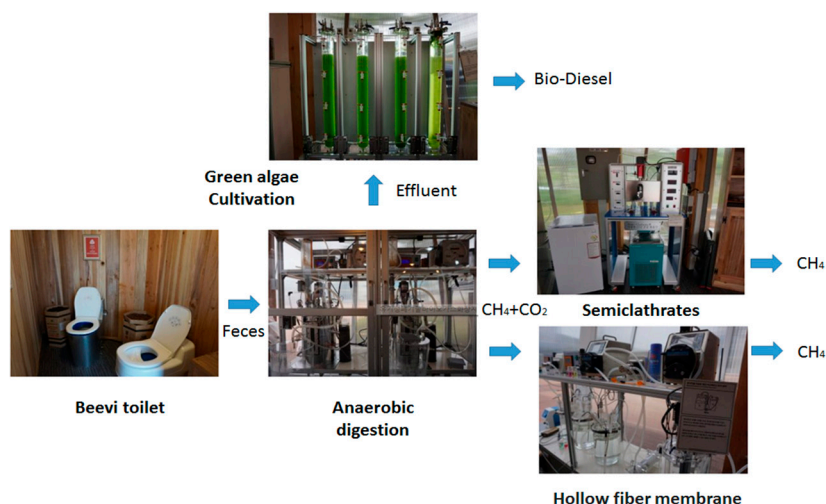 Bio-Diesel
Green algae
Cultivation
Effluent
CH₄
CH₄+CO₂
Semiclathrates
Feces
CH₄
Beevi toilet
Anaerobic
digestion
Hollow fiber membrane